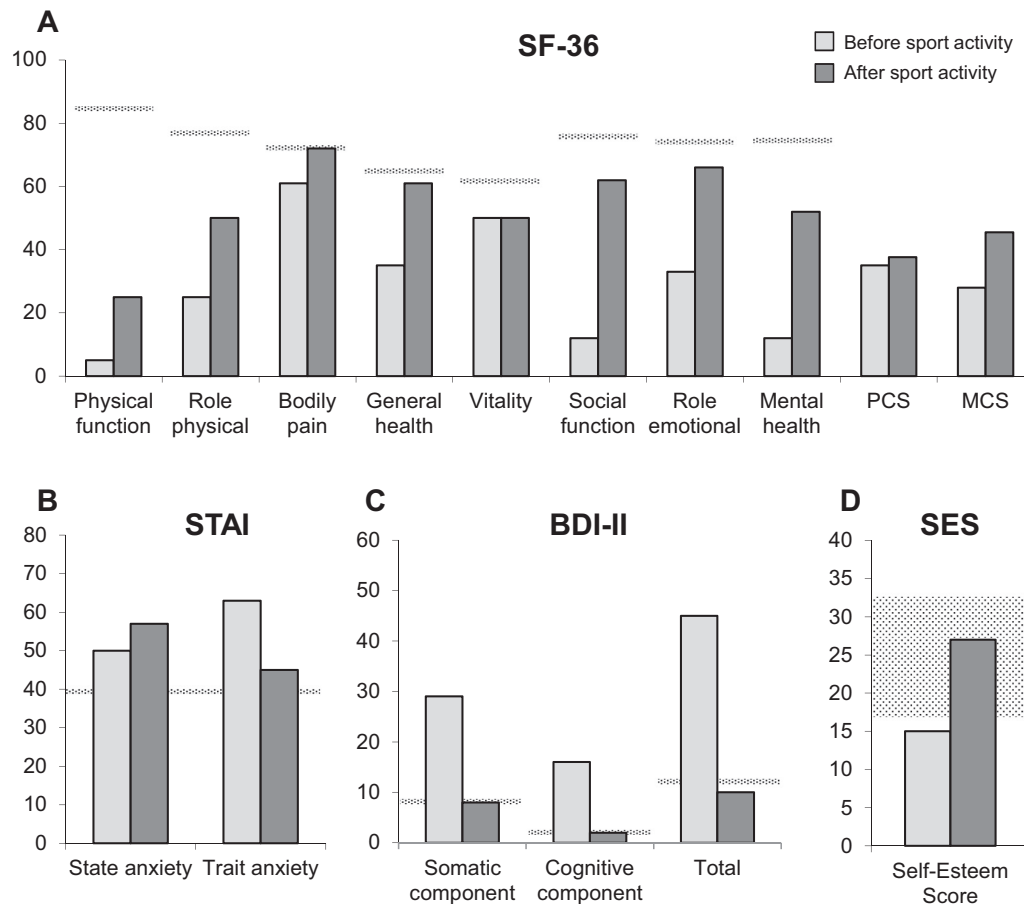 A
SF-36
Before sport activity
After sport activity
100
80
60
40
20
0
Physical function
Role physical
Bodily pain
General health
Vitality
Social function
Role emotional
Mental health
PCS
MCS
B
STAI
80
70
60
50
40
30
20
10
0
State anxiety
Trait anxiety
C
BDI-II
60
50
40
30
20
10
0
Somatic component
Cognitive component
Total
D
SES
40
35
30
25
20
15
10
5
0
Self-Esteem
Score